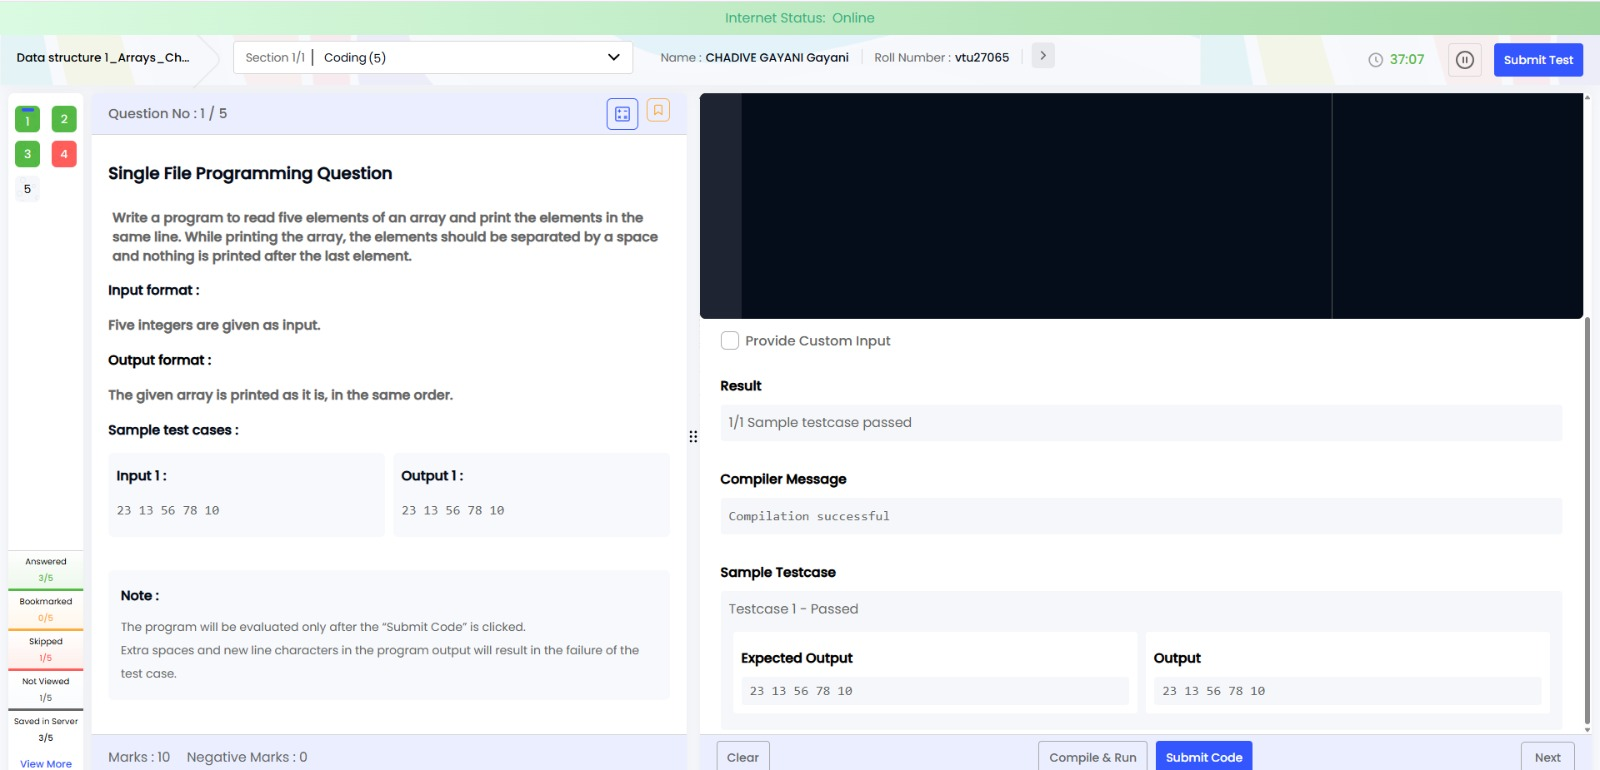 Internet Status: Online
Data structure 1_Arrays_Ch...
Section 1/1 | Coding (5)
Name : CHADIVE GAYANI Gayani
Roll Number : vtu27065
37:07
Submit Test
1
2
3
4
5
Answered
3/5
Bookmarked
0/5
Skipped
1/5
Not Viewed
1/5
Saved in Server
3/5
View More
Question No : 1 / 5
Single File Programming Question
Write a program to read five elements of an array and print the elements in the
same line. While printing the array, the elements should be separated by a space
and nothing is printed after the last element.
Input format :
Five integers are given as input.
Output format :
The given array is printed as it is, in the same order.
Sample test cases :
Input 1 :
23 13 56 78 10
Output 1 :
23 13 56 78 10
Note :
The program will be evaluated only after the “Submit Code” is clicked.
Extra spaces and new line characters in the program output will result in the failure of the
test case.
Marks : 10
Negative Marks : 0
Provide Custom Input
Result
1/1 Sample testcase passed
Compiler Message
Compilation successful
Sample Testcase
Testcase 1 - Passed
Expected Output
23 13 56 78 10
Output
23 13 56 78 10
Clear
Compile & Run
Submit Code
Next